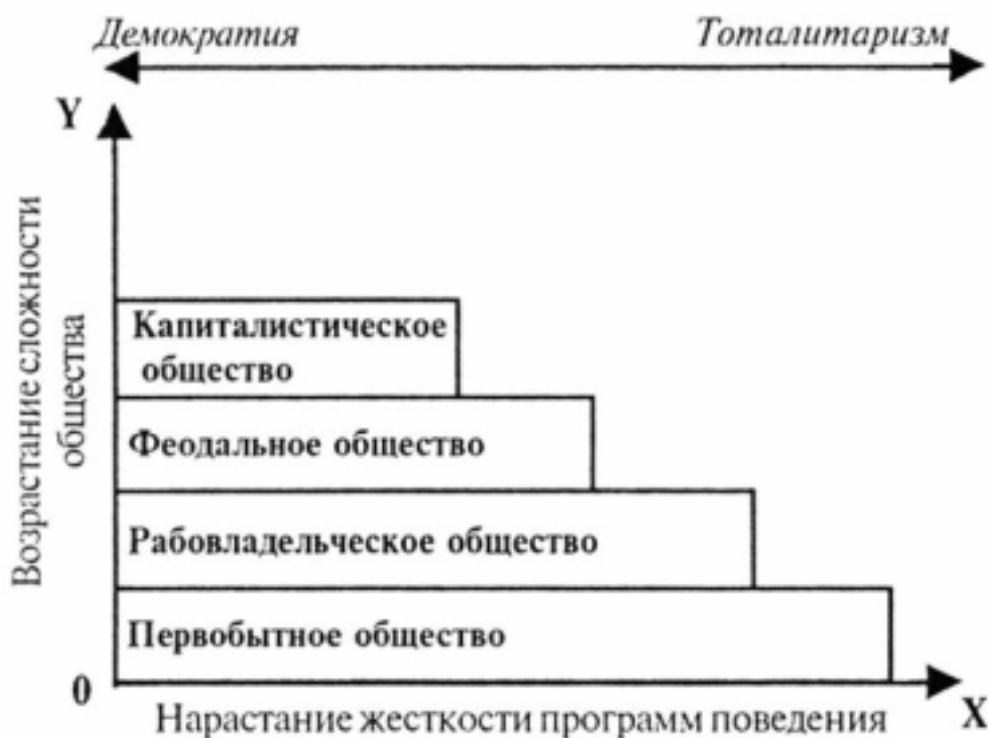 Демократия Тоталитаризм
Y
Возрастание сложности
общества
Капиталистическое
общество
Феодальное общество
Рабовладельческое общество
Первобытное общество
0
X
Нарастание жесткости программ поведения